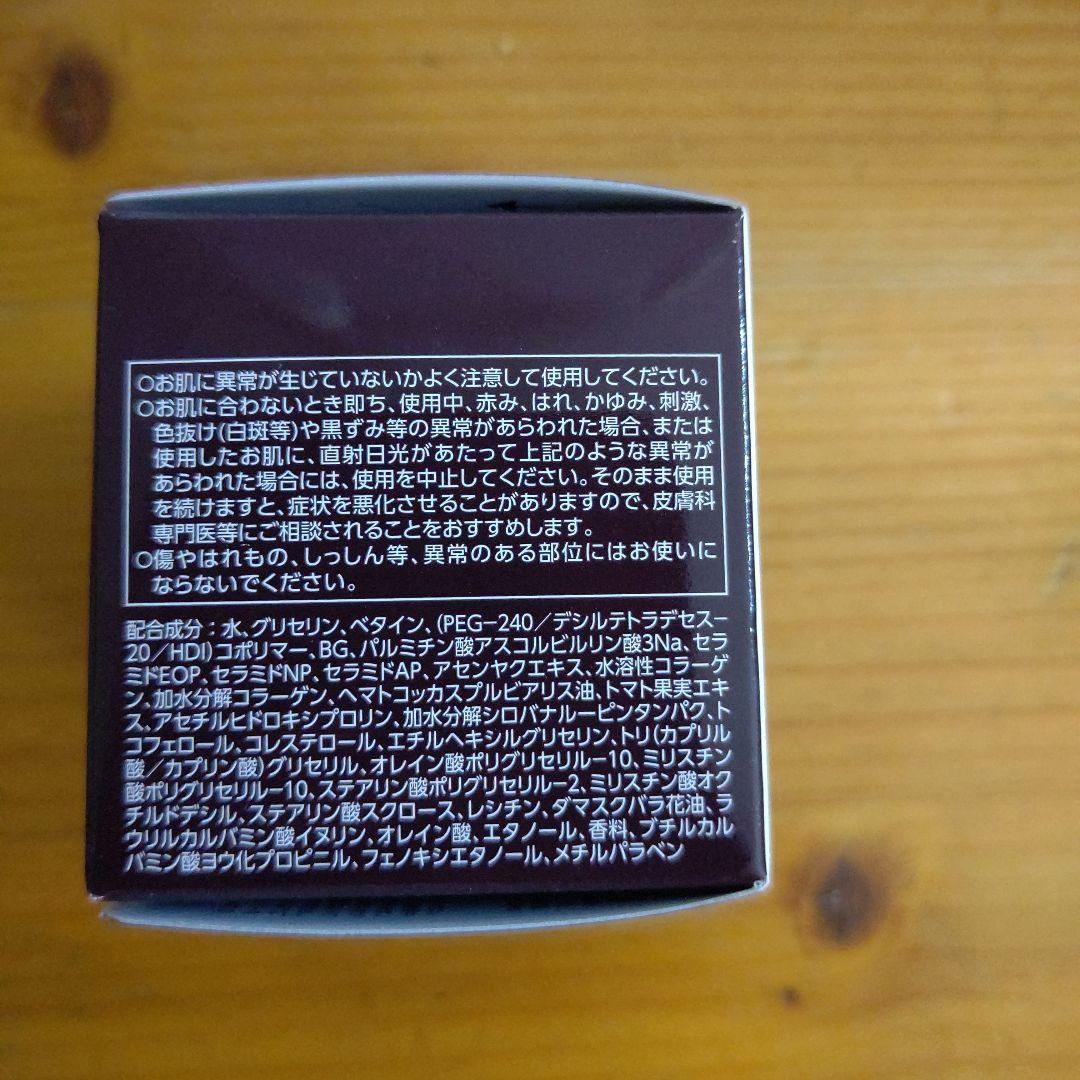 ○お肌に異常が生じていないかよく注意して使用してください。
○お肌に合わないとき即ち、使用中、赤み、はれ、かゆみ、刺激、
色抜け(白斑等)や黒ずみ等の異常があらわれた場合、または
使用したお肌に、直射日光があたって上記のような異常が
あらわれた場合には、使用を中止してください。そのまま使用
を続けますと、症状を悪化させることがありますので、皮膚科
専門医等にご相談されることをおすすめします。
○傷やはれもの、しっしん等、異常のある部位にはお使いに
ならないでください。
配合成分：水、グリセリン、ベタイン、(PEG−240／デシルテトラデセス−
20／HDI)コポリマー、BG、パルミチン酸アスコルビルリン酸3Na、セラ
ミドEOP、セラミドNP、セラミドAP、アセンヤクエキス、水溶性コラーゲ
ン、加水分解コラーゲン、ヘマトコッカスプルビアリス油、トマト果実エキ
ス、アセチルヒドロキシプロリン、加水分解シロバナルーピンタンパク、ト
コフェロール、コレステロール、エチルヘキシルグリセリン、トリ(カプリル
酸／カプリン酸)グリセリル、オレイン酸ポリグリセリル−10、ミリスチン
酸ポリグリセリル−10、ステアリン酸ポリグリセリル−2、ミリスチン酸オク
チルドデシル、ステアリン酸スクロース、レシチン、ダマスクバラ花油、ラ
ウリルカルバミン酸イヌリン、オレイン酸、エタノール、香料、ブチルカル
バミン酸ヨウ化プロピニル、フェノキシエタノール、メチルパラベン